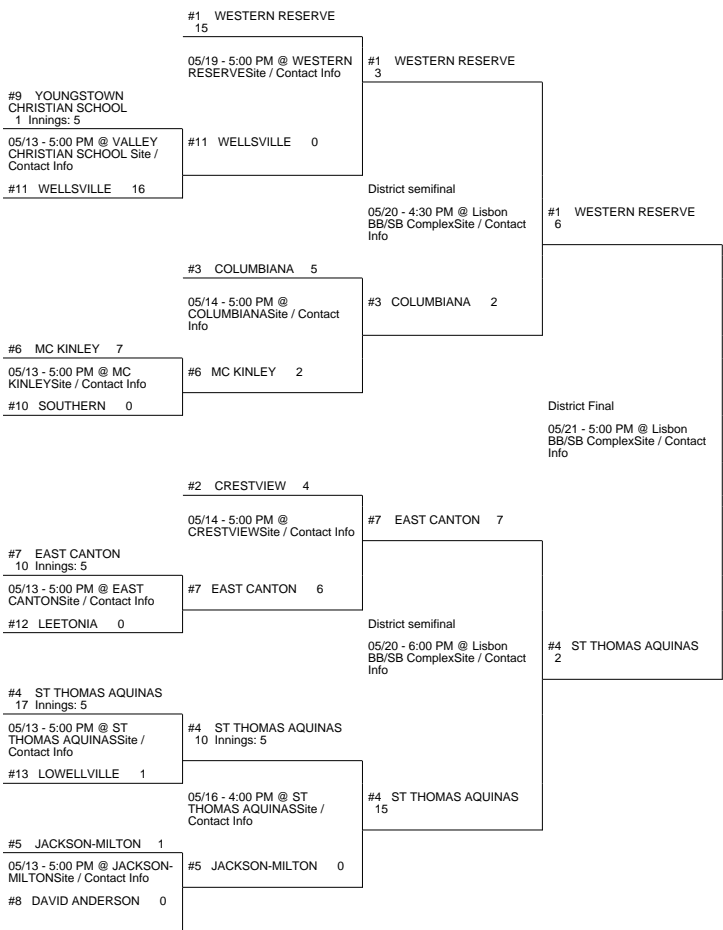 #1 WESTERN RESERVE
15
05/19 - 5:00 PM @ WESTERN
RESERVESite / Contact Info
#1 WESTERN RESERVE
3
#9 YOUNGSTOWN
CHRISTIAN SCHOOL
1 Innings: 5
05/13 - 5:00 PM @ VALLEY
CHRISTIAN SCHOOL Site /
Contact Info
#11 WELLSVILLE 0
#11 WELLSVILLE 16
District semifinal
05/20 - 4:30 PM @ Lisbon
BB/SB ComplexSite / Contact
Info
#1 WESTERN RESERVE
6
#3 COLUMBIANA 5
05/14 - 5:00 PM @
COLUMBIANASite / Contact
Info
#3 COLUMBIANA 2
#6 MC KINLEY 7
05/13 - 5:00 PM @ MC
KINLEYSite / Contact Info
#6 MC KINLEY 2
#10 SOUTHERN 0
District Final
05/21 - 5:00 PM @ Lisbon
BB/SB ComplexSite / Contact
Info
#2 CRESTVIEW 4
05/14 - 5:00 PM @
CRESTVIEWSite / Contact Info
#7 EAST CANTON 7
#7 EAST CANTON
10 Innings: 5
05/13 - 5:00 PM @ EAST
CANTONSite / Contact Info
#7 EAST CANTON 6
#12 LEETONIA 0
District semifinal
05/20 - 6:00 PM @ Lisbon
BB/SB ComplexSite / Contact
Info
#4 ST THOMAS AQUINAS
2
#4 ST THOMAS AQUINAS
17 Innings: 5
05/13 - 5:00 PM @ ST
THOMAS AQUINASSite /
Contact Info
#4 ST THOMAS AQUINAS
10 Innings: 5
#13 LOWELLVILLE 1
05/16 - 4:00 PM @ ST
THOMAS AQUINASSite /
Contact Info
#4 ST THOMAS AQUINAS
15
#5 JACKSON-MILTON 1
05/13 - 5:00 PM @ JACKSON-
MILTONSite / Contact Info
#5 JACKSON-MILTON 0
#8 DAVID ANDERSON 0